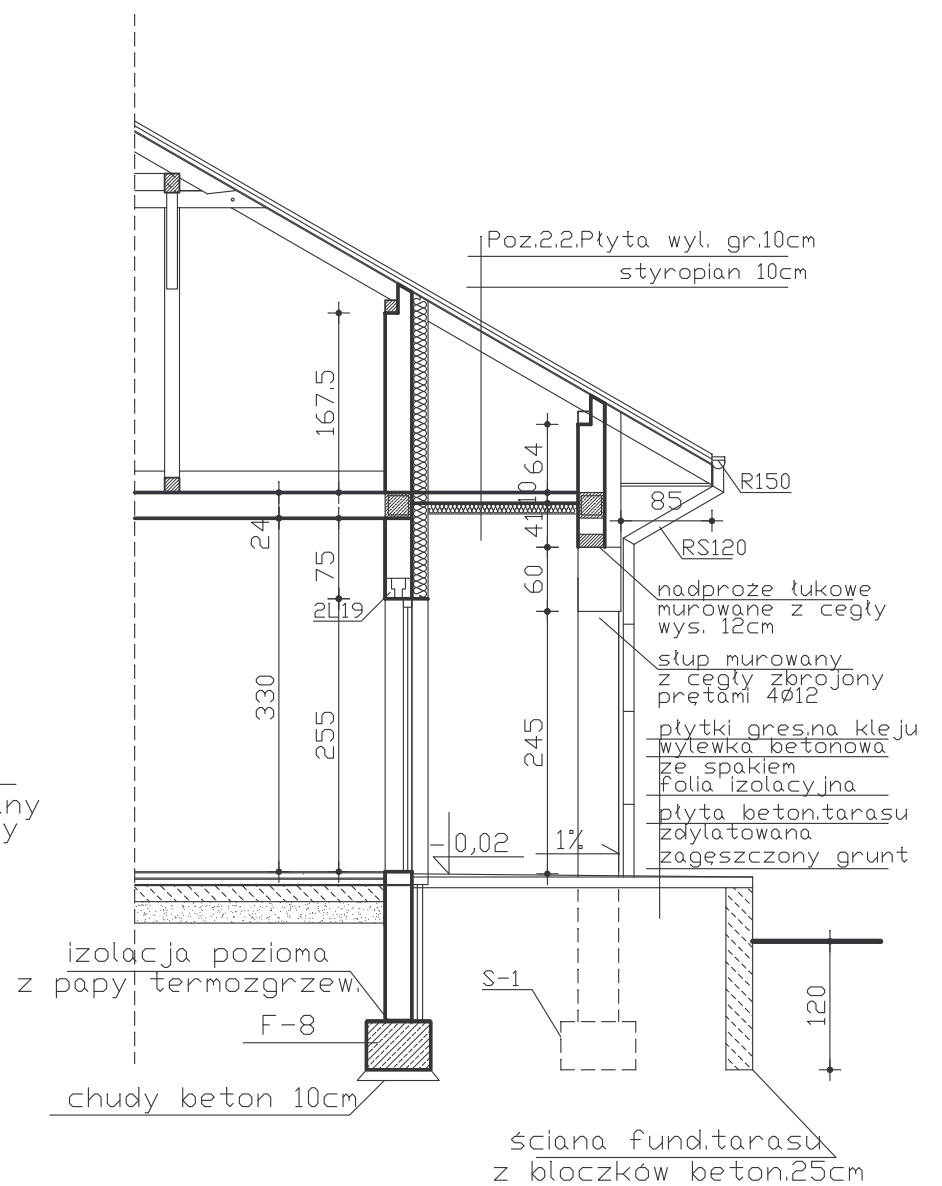 Poz.2.2.Płyta wyl. gr.10cm
styropian 10cm
167.5
64
10
41
R150
85
24
75
60
RS120
2L19
nadproże łukowe
murowane z cegły
wys. 12cm
słup murowany
z cegły zbrojony
prętami 4ø12
330
255
245
płytki gres.na kleju
wylewka betonowa
ze spakiem
folia izolacyjna
płyta beton.tarasu
zdylatowana
zagęszczony grunt
ny
y
-0,02
1%
izolacja pozioma
z papy termozgrzew.
S-1
F-8
120
chudy beton 10cm
ściana fund.tarasu
z bloczków beton.25cm